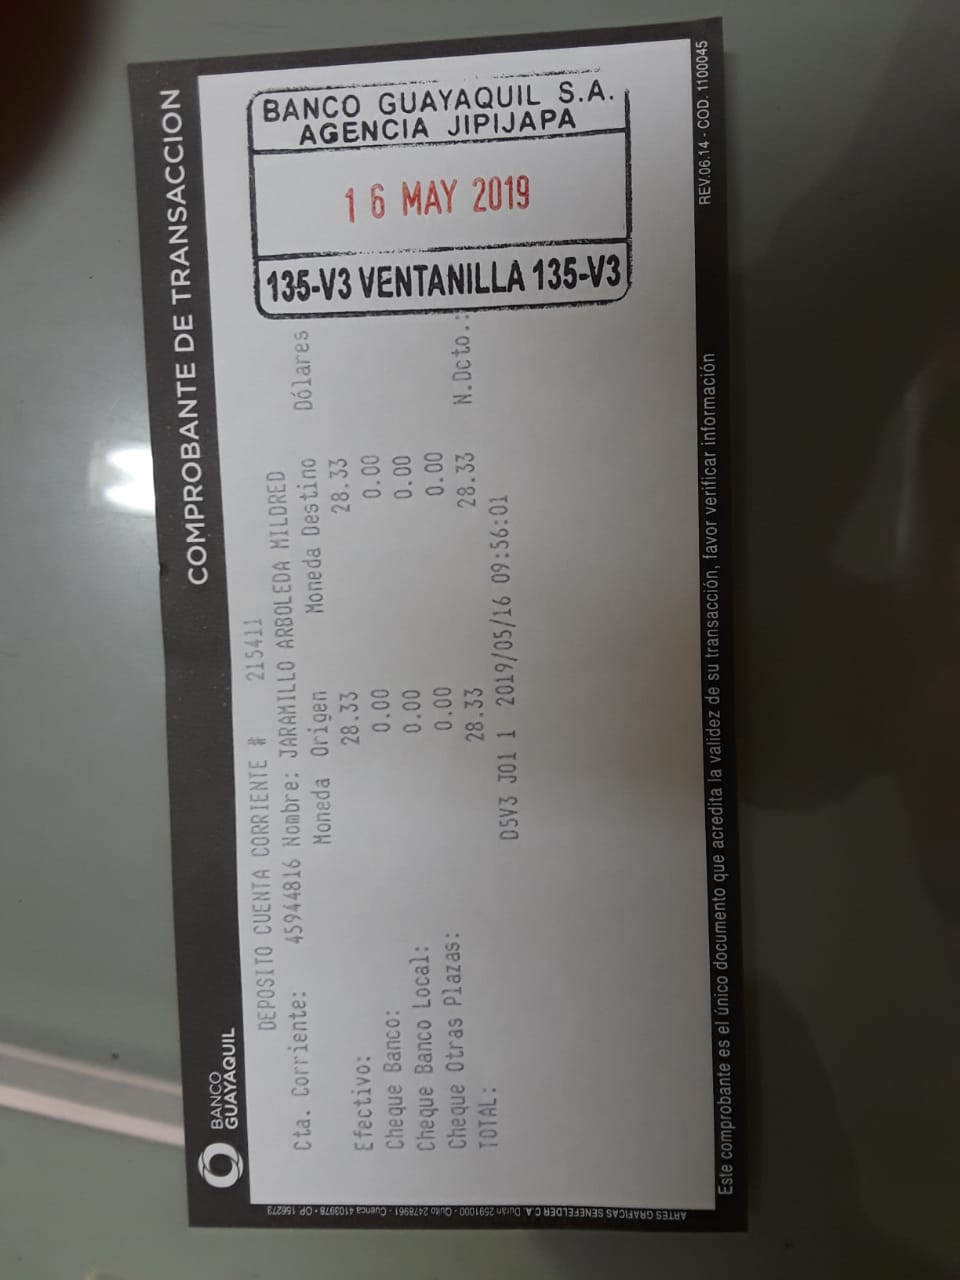 BANCO
GUAYAQUIL
COMPROBANTE DE TRANSACCION
DEPOSITO CUENTA CORRIENTE # 215411
Cta. Corriente: 45944816 Nombre: JARAMILLO ARBOLEDA MILDRED
Moneda Origen Moneda Destino Dólares
Efectivo: 28.33 28.33
Cheque Banco: 0.00 0.00
Cheque Banco Local: 0.00 0.00
Cheque Otras Plazas: 0.00 0.00
TOTAL: 28.33 28.33 N.Dcto.:
D5V3 J01 1 2019/05/16 09:56:01
BANCO GUAYAQUIL S.A.
AGENCIA JIPIJAPA
16 MAY 2019
135-V3 VENTANILLA 135-V3
ARTES GRAFICAS SENEFELDER C.A. Durán 2591000 - Quito 2478961 - Cuenca 4103978 - OP. 156273
Este comprobante es el único documento que acredita la validez de su transacción, favor verificar información
REV.06.14 - COD. 1100045